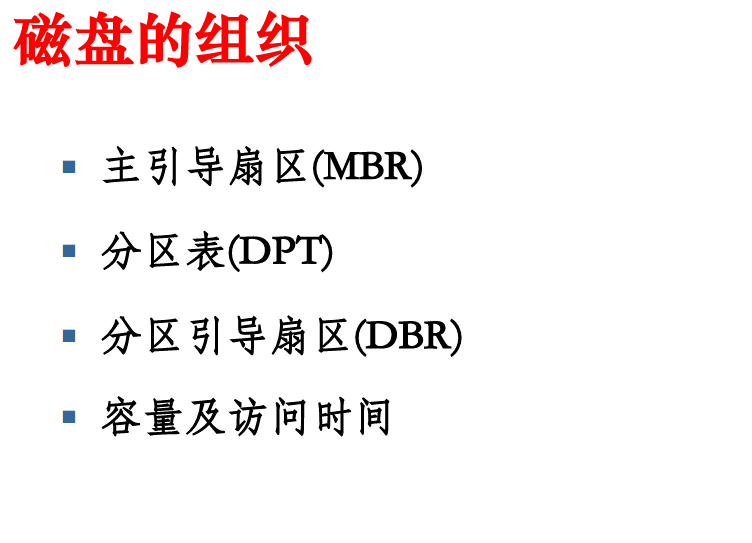 磁盘的组织
▪ 主引导扇区(MBR)
▪ 分区表(DPT)
▪ 分区引导扇区(DBR)
▪ 容量及访问时间